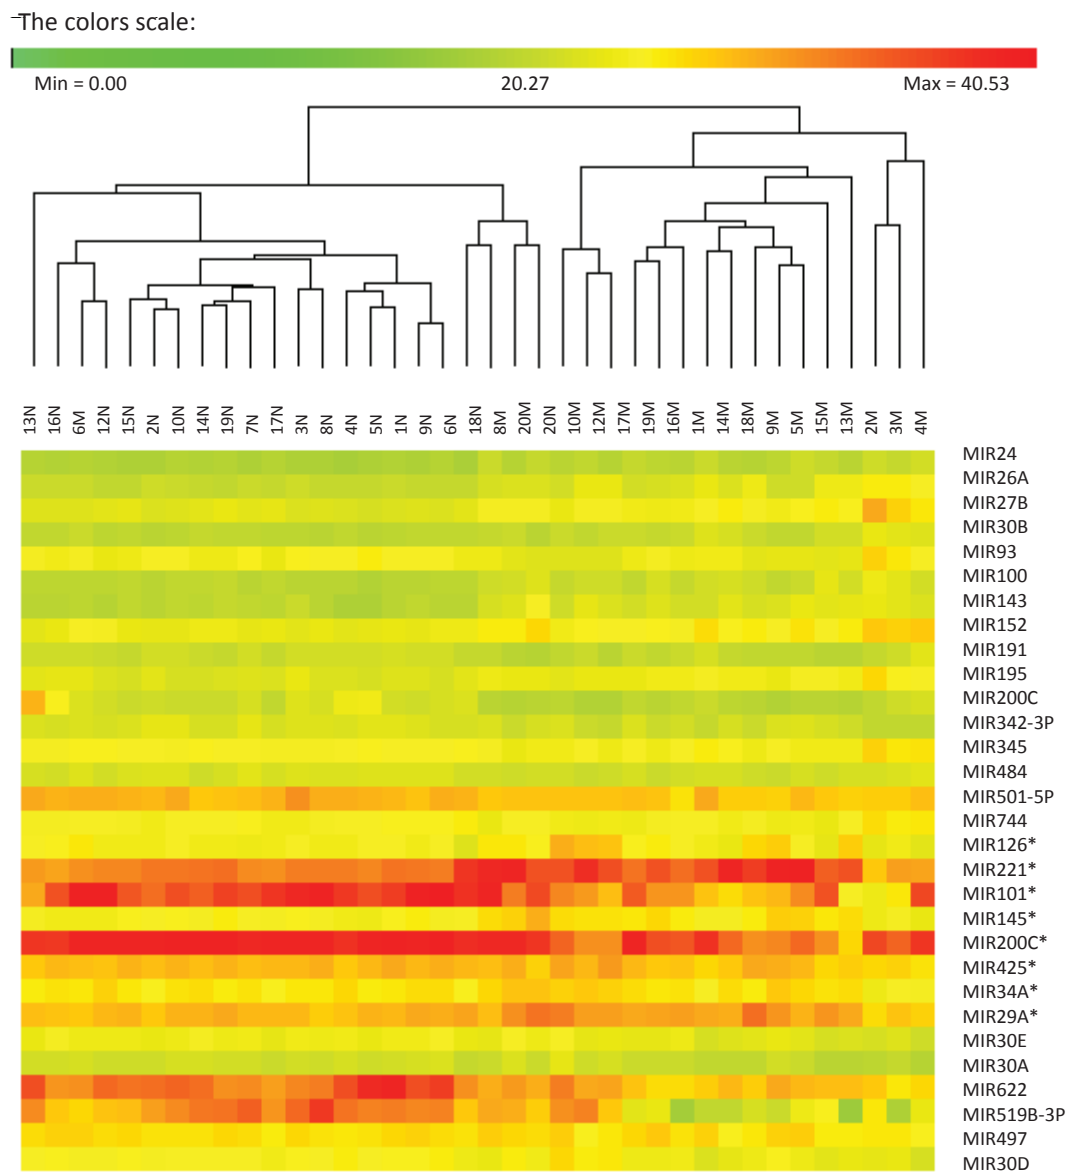 The colors scale:
Min = 0.00 20.27 Max = 40.53
13N 16N 6M 12N 15N 2N 10N 14N 19N 7N 17N 3N 8N 4N 5N 1N 9N 6N 18N 8M 20M 20N 10M 12M 17M 19M 16M 1M 14M 18M 9M 5M 15M 13M 2M 3M 4M
MIR24
MIR26A
MIR27B
MIR30B
MIR93
MIR100
MIR143
MIR152
MIR191
MIR195
MIR200C
MIR342-3P
MIR345
MIR484
MIR501-5P
MIR744
MIR126*
MIR221*
MIR101*
MIR145*
MIR200C*
MIR425*
MIR34A*
MIR29A*
MIR30E
MIR30A
MIR622
MIR519B-3P
MIR497
MIR30D